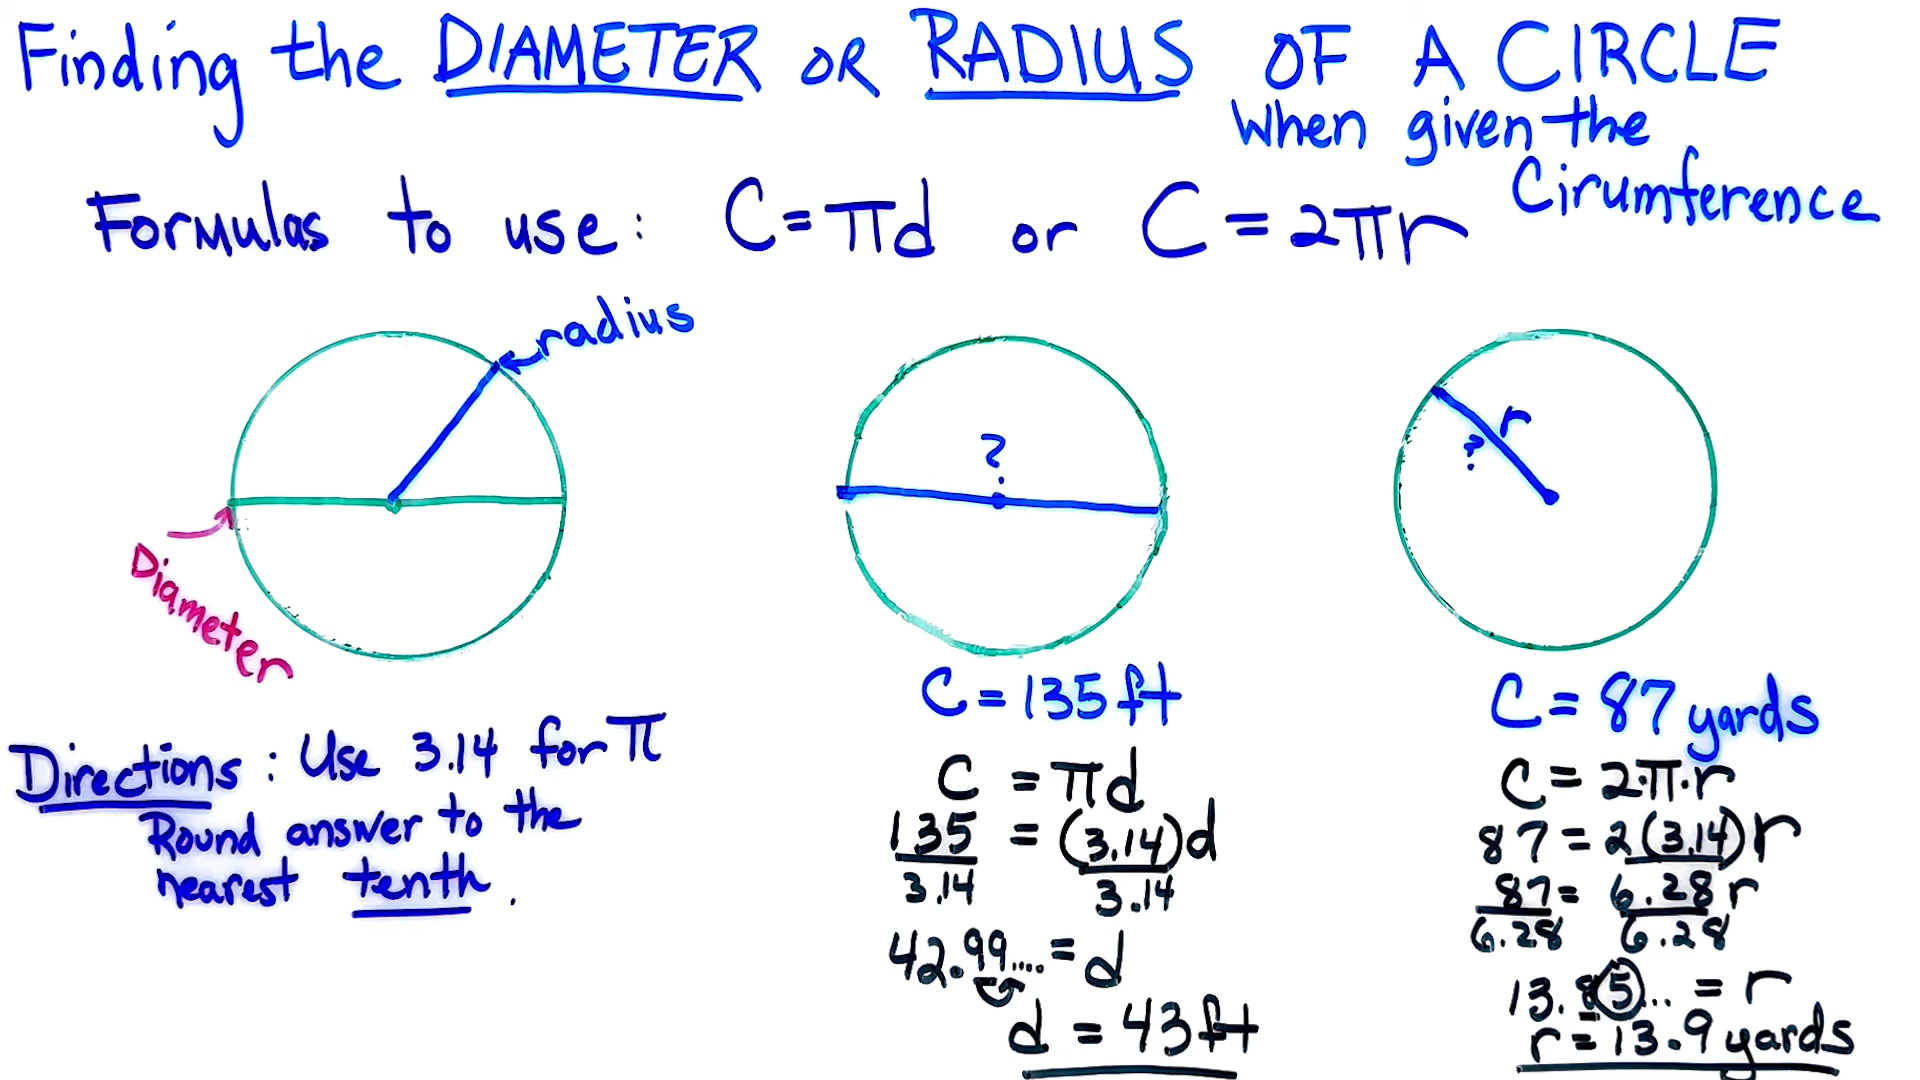 Finding the DIAMETER OR RADIUS OF A CIRCLE
When given the
Cirumference
Formulas to use: C=πd or C=2πr
radius
Diameter
Directions: Use 3.14 for π
Round answer to the
nearest tenth.
?
C=135ft
C = πd
135 = (3.14)d
3.14 3.14
42.99....=d
d = 43ft
r
?
C=87 yards
C=2·π·r
87=2(3.14)r
87= 6.28r
6.28 6.28
13.85... = r
r=13.9 yards